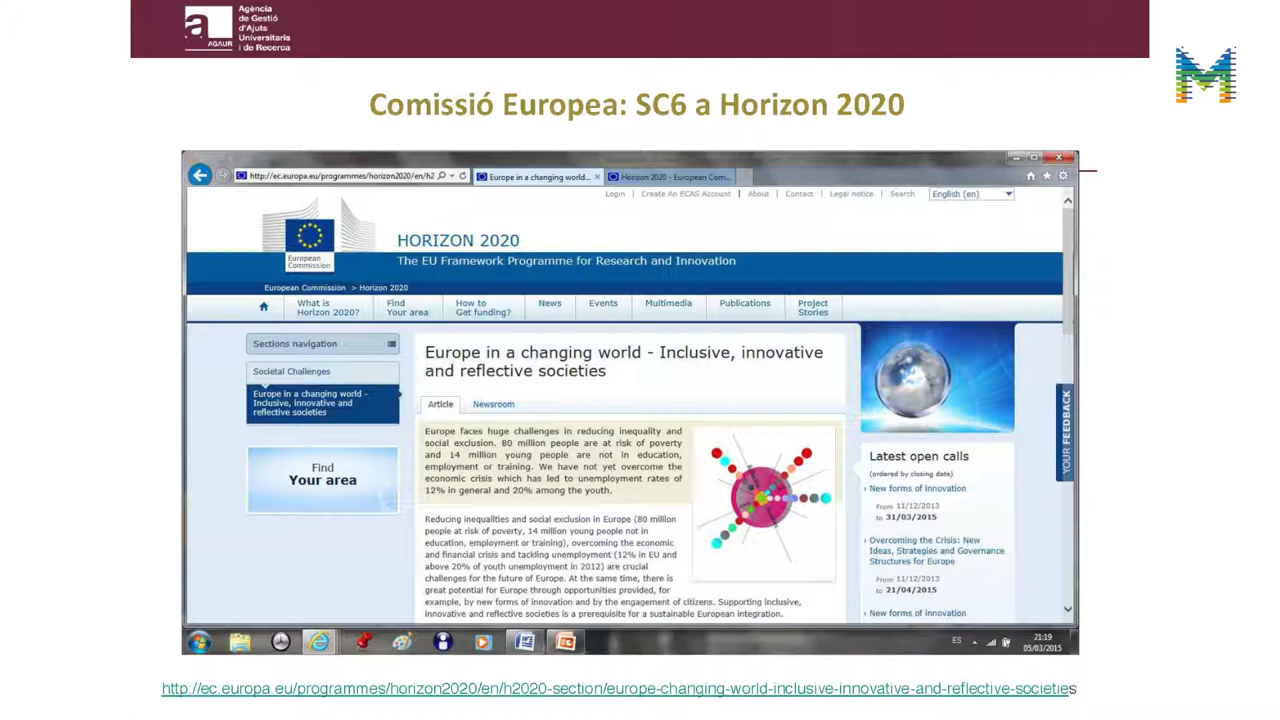 Agència
de Gestió
d'Ajuts
Universitaris
i de Recerca
AGAUR
Comissió Europea: SC6 a Horizon 2020
http://ec.europa.eu/programmes/horizon2020/en/h2
Europe in a changing world...
Horizon 2020 - European Com...
Login | Create An ECAS Account | About | Contact | Legal notice | Search
English (en)
European
Commission
HORIZON 2020
The EU Framework Programme for Research and Innovation
European Commission > Horizon 2020
What is
Horizon 2020?
Find
Your area
How to
Get funding?
News
Events
Multimedia
Publications
Project
Stories
Sections navigation
Societal Challenges
Europe in a changing world -
Inclusive, innovative and
reflective societies
Find
Your area
Europe in a changing world - Inclusive, innovative
and reflective societies
Article
Newsroom
Europe faces huge challenges in reducing inequality and
social exclusion. 80 million people are at risk of poverty
and 14 million young people are not in education,
employment or training. We have not yet overcome the
economic crisis which has led to unemployment rates of
12% in general and 20% among the youth.
Reducing inequalities and social exclusion in Europe (80 million
people at risk of poverty, 14 million young people not in
education, employment or training), overcoming the economic
and financial crisis and tackling unemployment (12% in EU and
above 20% of youth unemployment in 2012) are crucial
challenges for the future of Europe. At the same time, there is
great potential for Europe through opportunities provided, for
example, by new forms of innovation and by the engagement of citizens. Supporting inclusive,
innovative and reflective societies is a prerequisite for a sustainable European integration.
Latest open calls
(ordered by closing date)
New forms of innovation
From 11/12/2013
to 31/03/2015
Overcoming the Crisis: New
Ideas, Strategies and Governance
Structures for Europe
From 11/12/2013
to 21/04/2015
New forms of innovation
YOUR FEEDBACK
ES
21:19
05/03/2015
http://ec.europa.eu/programmes/horizon2020/en/h2020-section/europe-changing-world-inclusive-innovative-and-reflective-societies